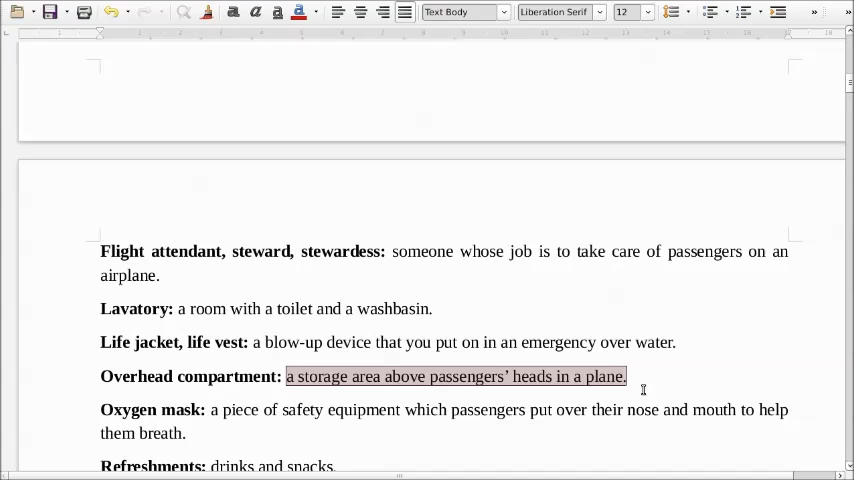 Text Body
Liberation Serif
12
Flight attendant, steward, stewardess: someone whose job is to take care of passengers on an
airplane.
Lavatory: a room with a toilet and a washbasin.
Life jacket, life vest: a blow-up device that you put on in an emergency over water.
Overhead compartment: a storage area above passengers’ heads in a plane.
Oxygen mask: a piece of safety equipment which passengers put over their nose and mouth to help
them breath.
Refreshments: drinks and snacks.